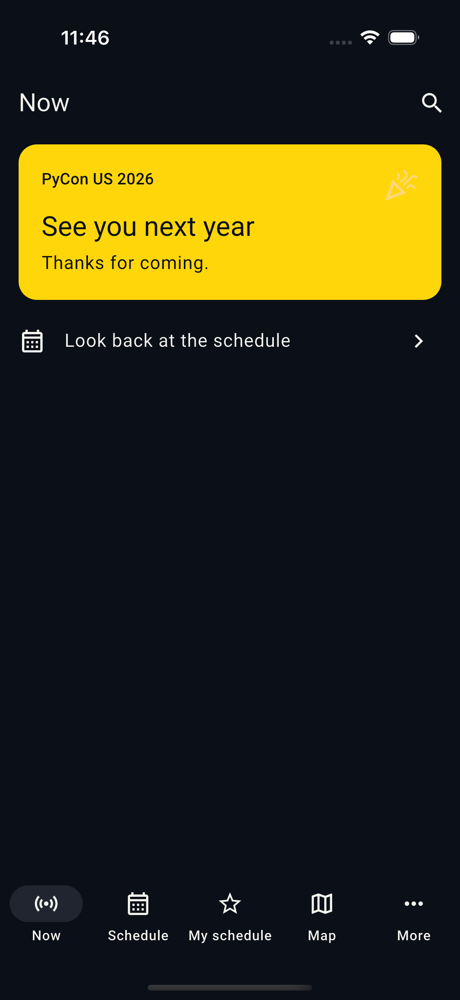 11:46
Now
PyCon US 2026
See you next year
Thanks for coming.
Look back at the schedule
Now
Schedule
My schedule
Map
More